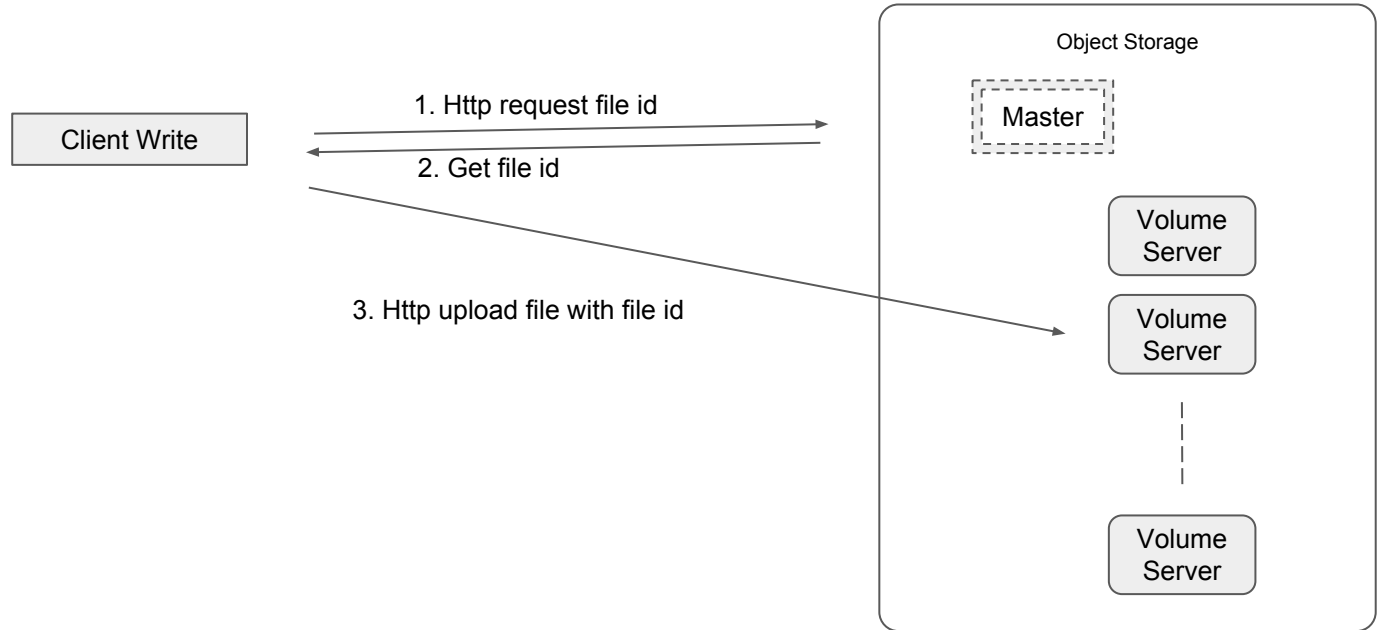 Object Storage
1. Http request file id
Master
Client Write
2. Get file id
Volume
Server
3. Http upload file with file id
Volume
Server
Volume
Server